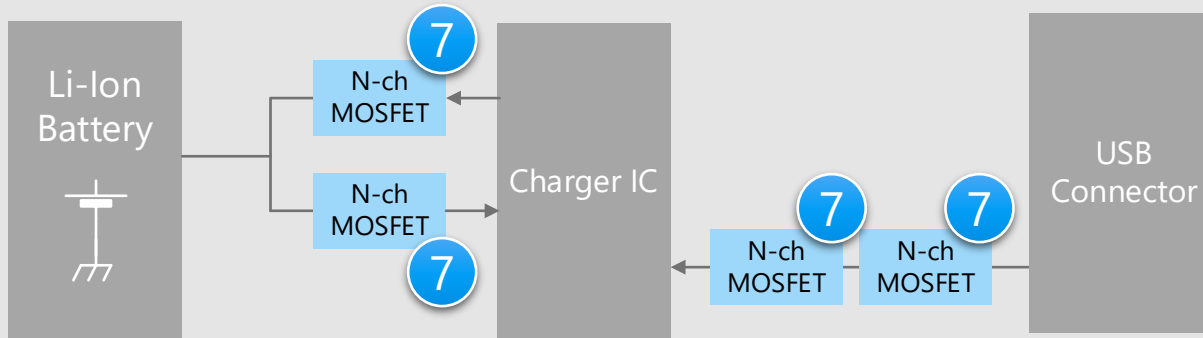 Li-Ion
Battery
7
N-ch
MOSFET
N-ch
MOSFET
7
Charger IC
7
N-ch
MOSFET
7
N-ch
MOSFET
USB
Connector